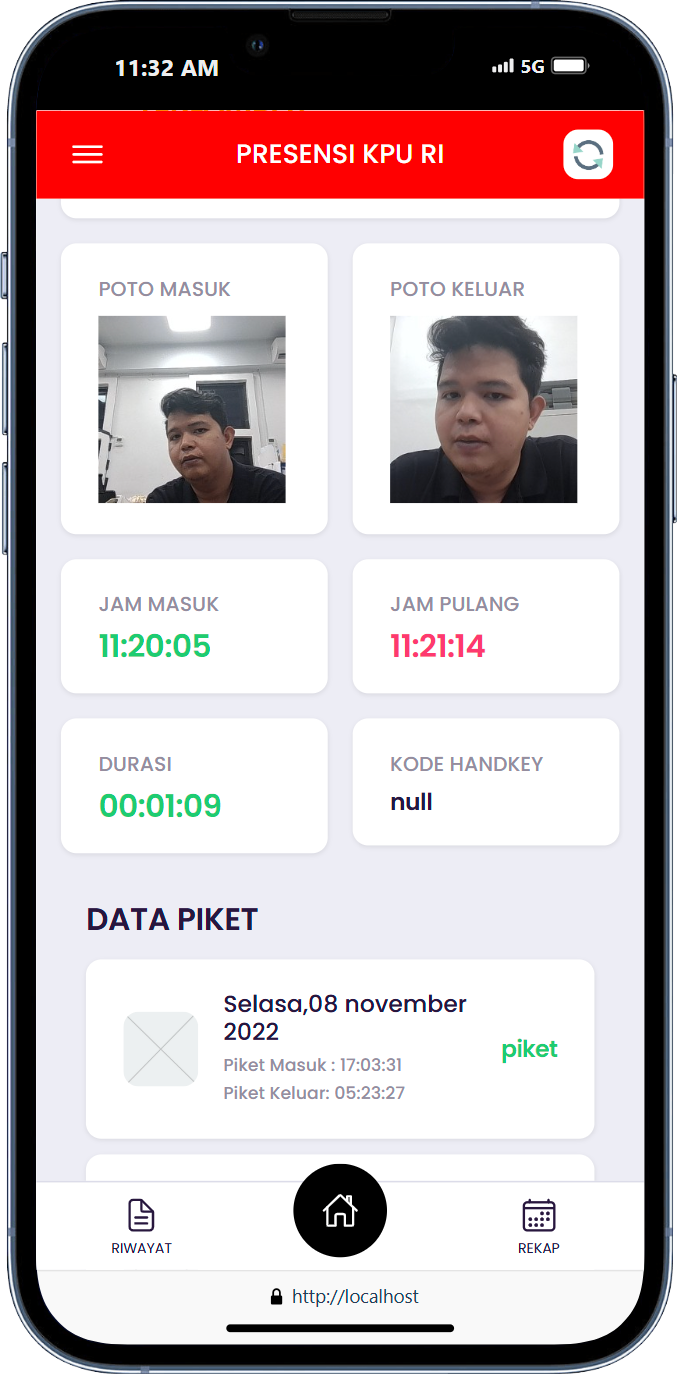 11:32 AM
5G
PRESENSI KPU RI
POTO MASUK
POTO KELUAR
JAM MASUK
11:20:05
JAM PULANG
11:21:14
DURASI
00:01:09
KODE HANDKEY
null
DATA PIKET
Selasa,08 november
2022
Piket Masuk : 17:03:31
Piket Keluar: 05:23:27
piket
RIWAYAT
REKAP
http://localhost